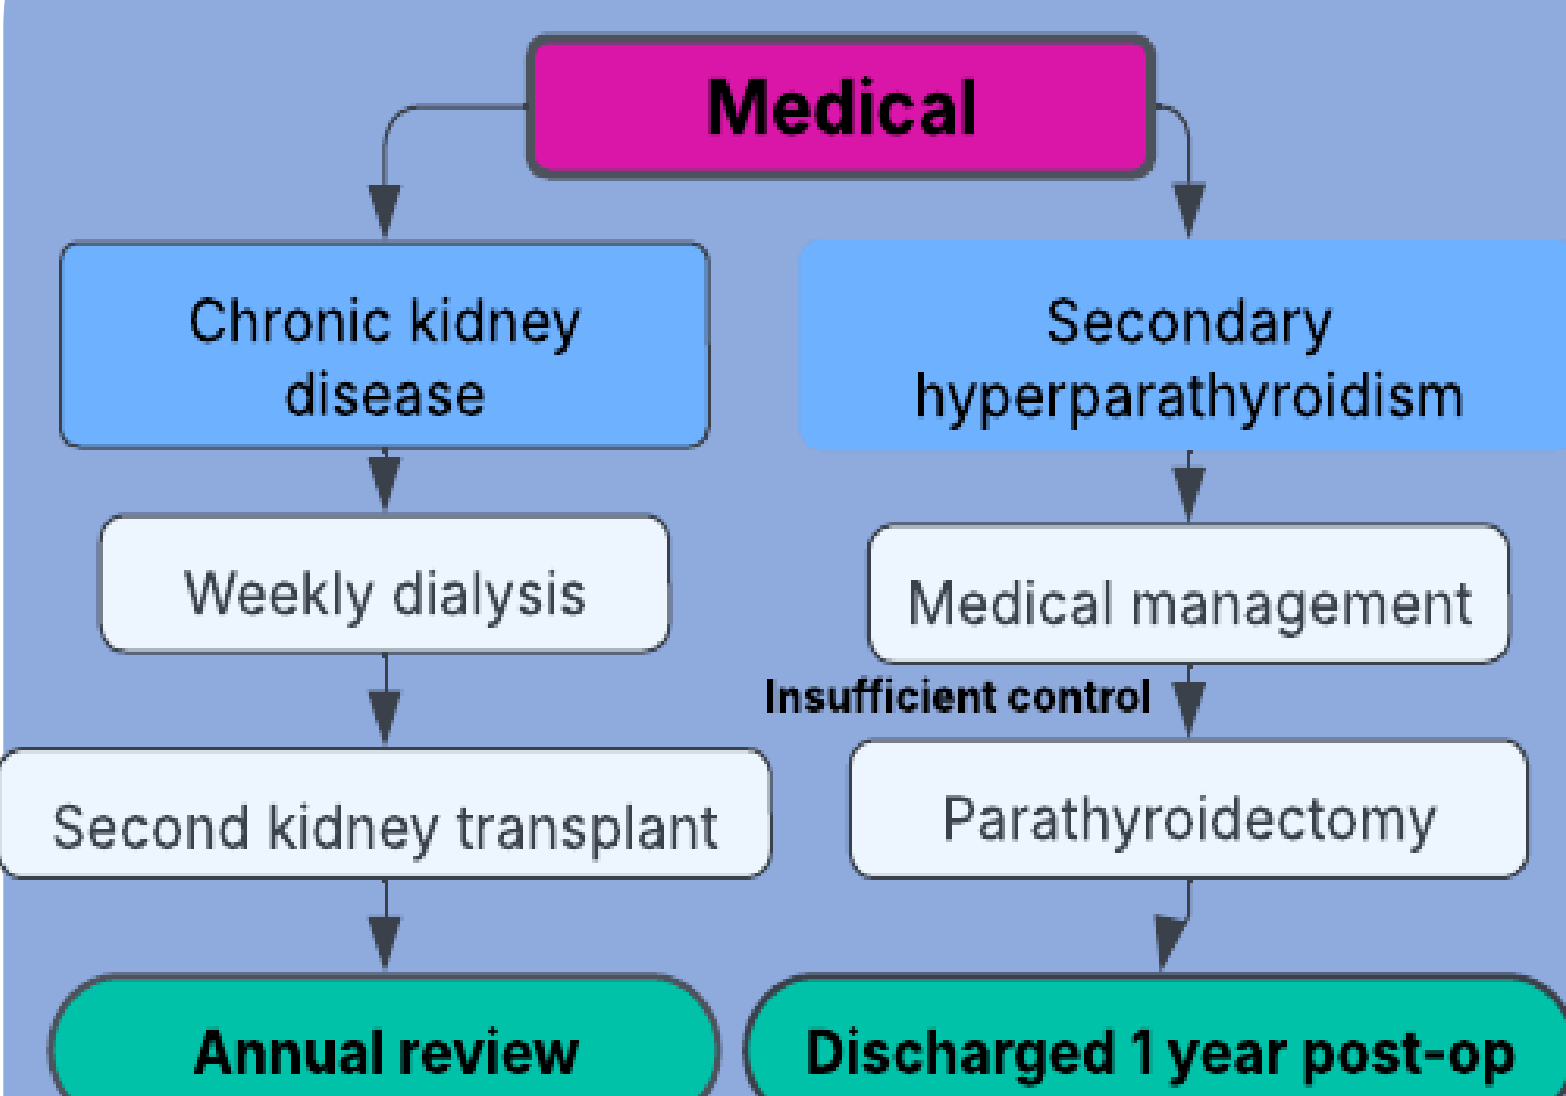 Medical
Chronic kidney
disease
Secondary
hyperparathyroidism
Weekly dialysis
Medical management
Insufficient control
Second kidney transplant
Parathyroidectomy
Annual review
Discharged 1 year post-op